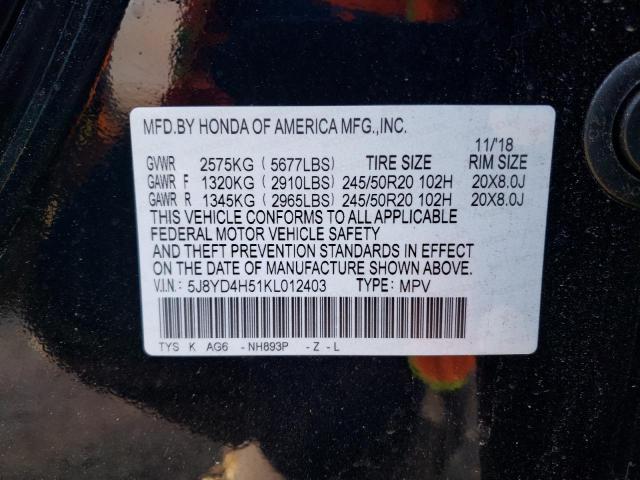 MFD.BY HONDA OF AMERICA MFG.,INC.
11/18
GVWR 2575KG (5677LBS) TIRE SIZE RIM SIZE
GAWR F 1320KG (2910LBS) 245/50R20 102H 20X8.0J
GAWR R 1345KG (2965LBS) 245/50R20 102H 20X8.0J
THIS VEHICLE CONFORMS TO ALL APPLICABLE
FEDERAL MOTOR VEHICLE SAFETY
AND THEFT PREVENTION STANDARDS IN EFFECT
ON THE DATE OF MANUFACTURE SHOWN ABOVE.
V.I.N.: 5J8YD4H51KL012403 TYPE: MPV
TYS K AG6 -NH893P -Z-L